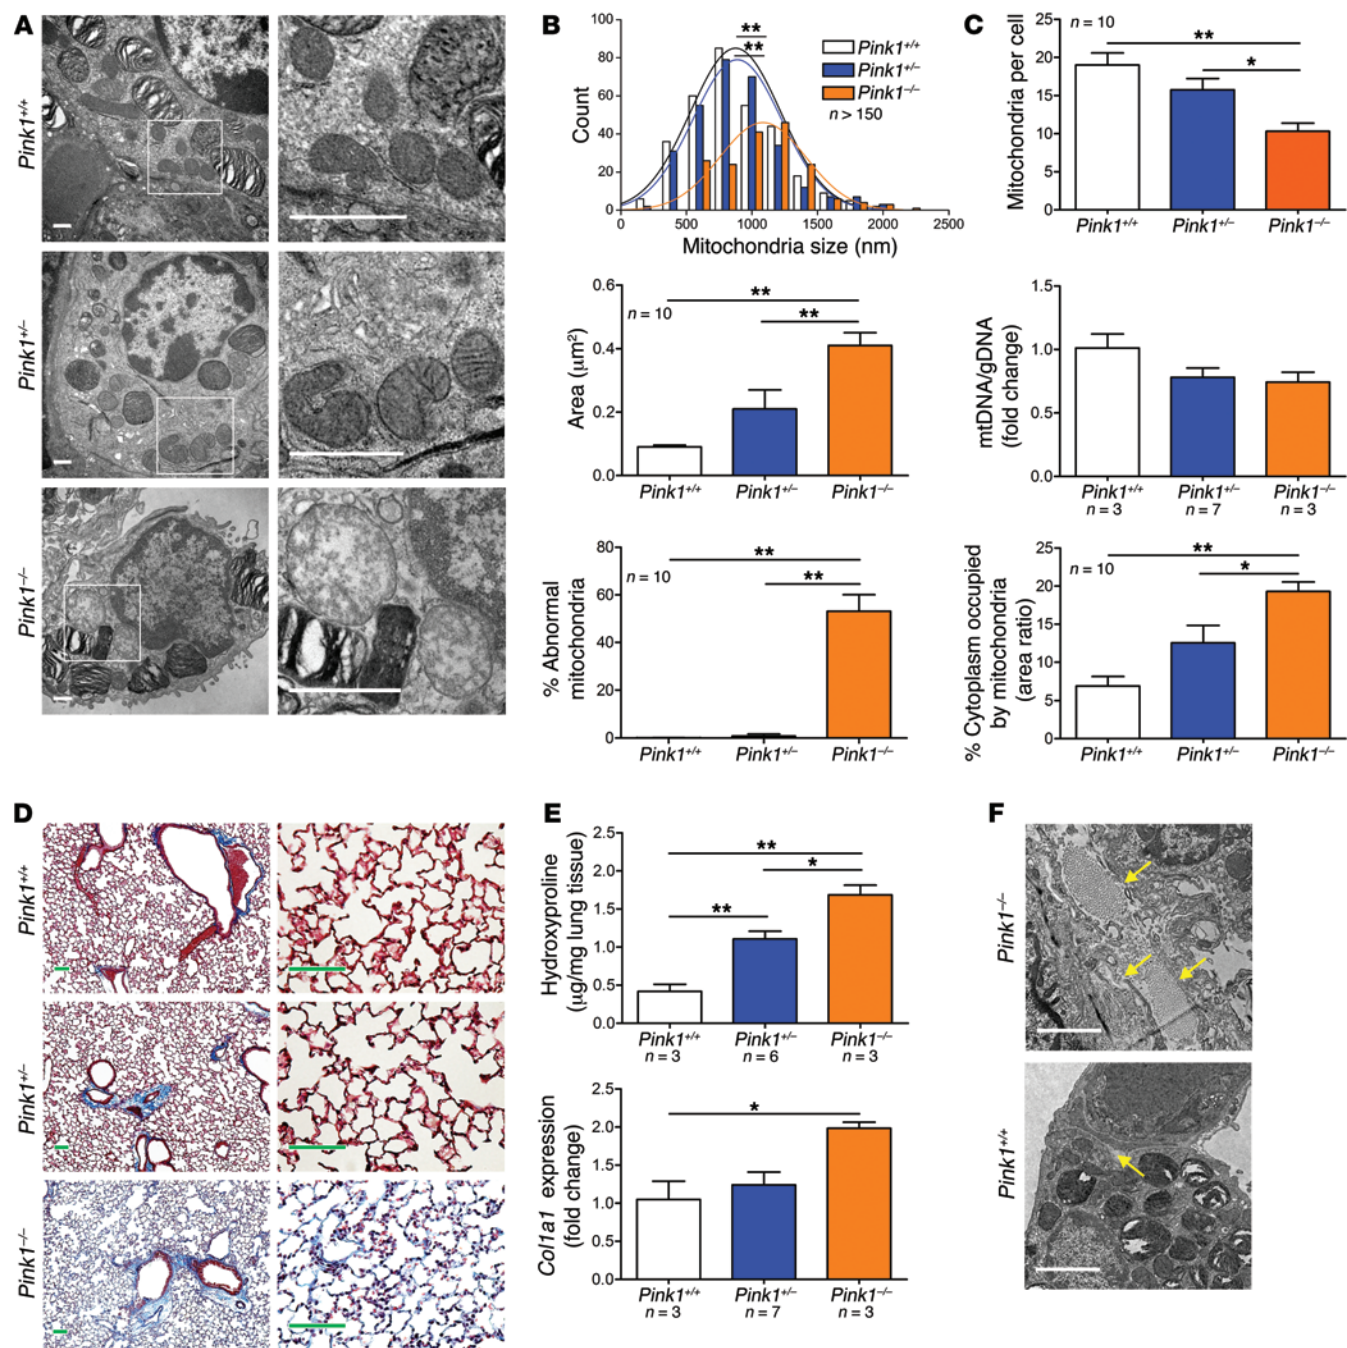 A
Pink1+/+
Pink1+/–
Pink1–/–
B
100
80
60
40
20
0
Count
**
**
Pink1+/+
Pink1+/–
Pink1–/–
n > 150
0 500 1000 1500 2000 2500
Mitochondria size (nm)
0.6
0.4
0.2
0.0
Area (μm²)
n = 10
**
**
Pink1+/+ Pink1+/– Pink1–/–
80
60
40
20
0
% Abnormal
mitochondria
n = 10
**
**
Pink1+/+ Pink1+/– Pink1–/–
C
25
20
15
10
5
0
Mitochondria per cell
n = 10
**
*
Pink1+/+ Pink1+/– Pink1–/–
1.5
1.0
0.5
0.0
mtDNA/gDNA
(fold change)
Pink1+/+ Pink1+/– Pink1–/–
n = 3 n = 7 n = 3
25
20
15
10
5
0
% Cytoplasm occupied
by mitochondria
(area ratio)
n = 10
**
*
Pink1+/+ Pink1+/– Pink1–/–
D
Pink1+/+
Pink1+/–
Pink1–/–
E
2.5
2.0
1.5
1.0
0.5
0.0
Hydroxyproline
(μg/mg lung tissue)
**
*
**
Pink1+/+ Pink1+/– Pink1–/–
n = 3 n = 6 n = 3
2.5
2.0
1.5
1.0
0.5
0.0
Col1a1 expression
(fold change)
*
Pink1+/+ Pink1+/– Pink1–/–
n = 3 n = 7 n = 3
F
Pink1–/–
Pink1+/+